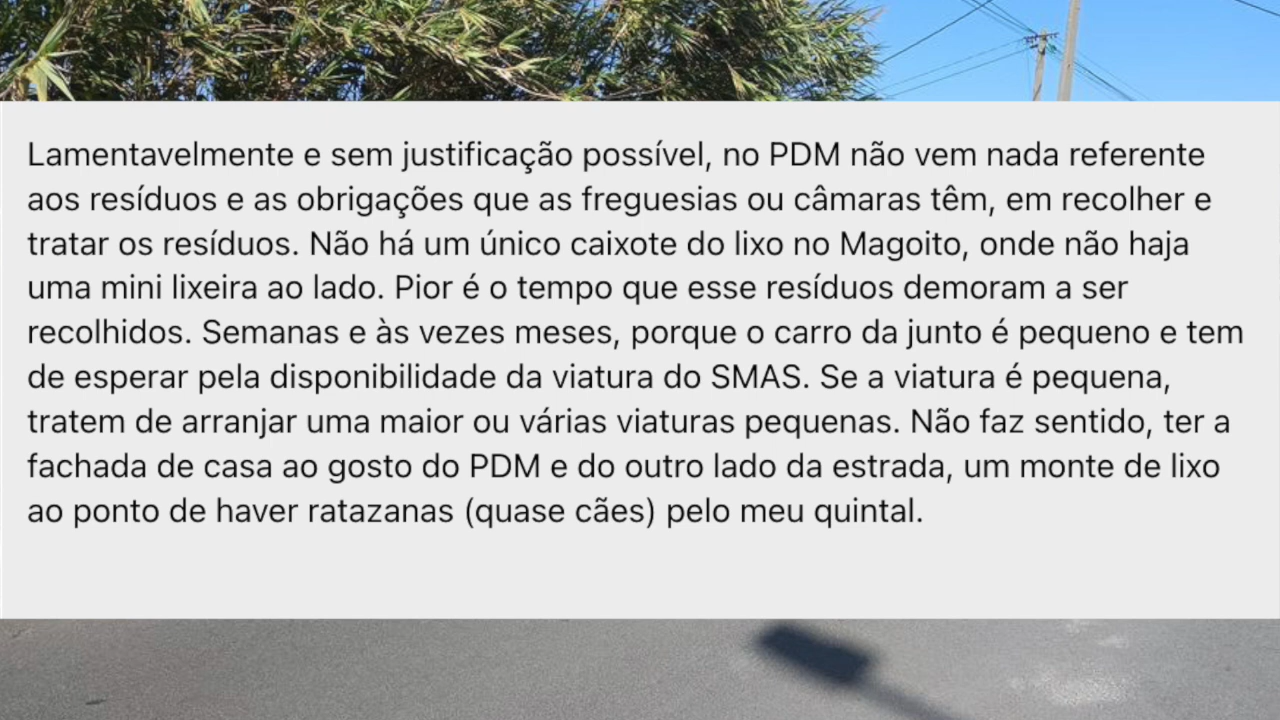 Lamentavelmente e sem justificação possível, no PDM não vem nada referente
aos resíduos e as obrigações que as freguesias ou câmaras têm, em recolher e
tratar os resíduos. Não há um único caixote do lixo no Magoito, onde não haja
uma mini lixeira ao lado. Pior é o tempo que esse resíduos demoram a ser
recolhidos. Semanas e às vezes meses, porque o carro da junto é pequeno e tem
de esperar pela disponibilidade da viatura do SMAS. Se a viatura é pequena,
tratem de arranjar uma maior ou várias viaturas pequenas. Não faz sentido, ter a
fachada de casa ao gosto do PDM e do outro lado da estrada, um monte de lixo
ao ponto de haver ratazanas (quase cães) pelo meu quintal.